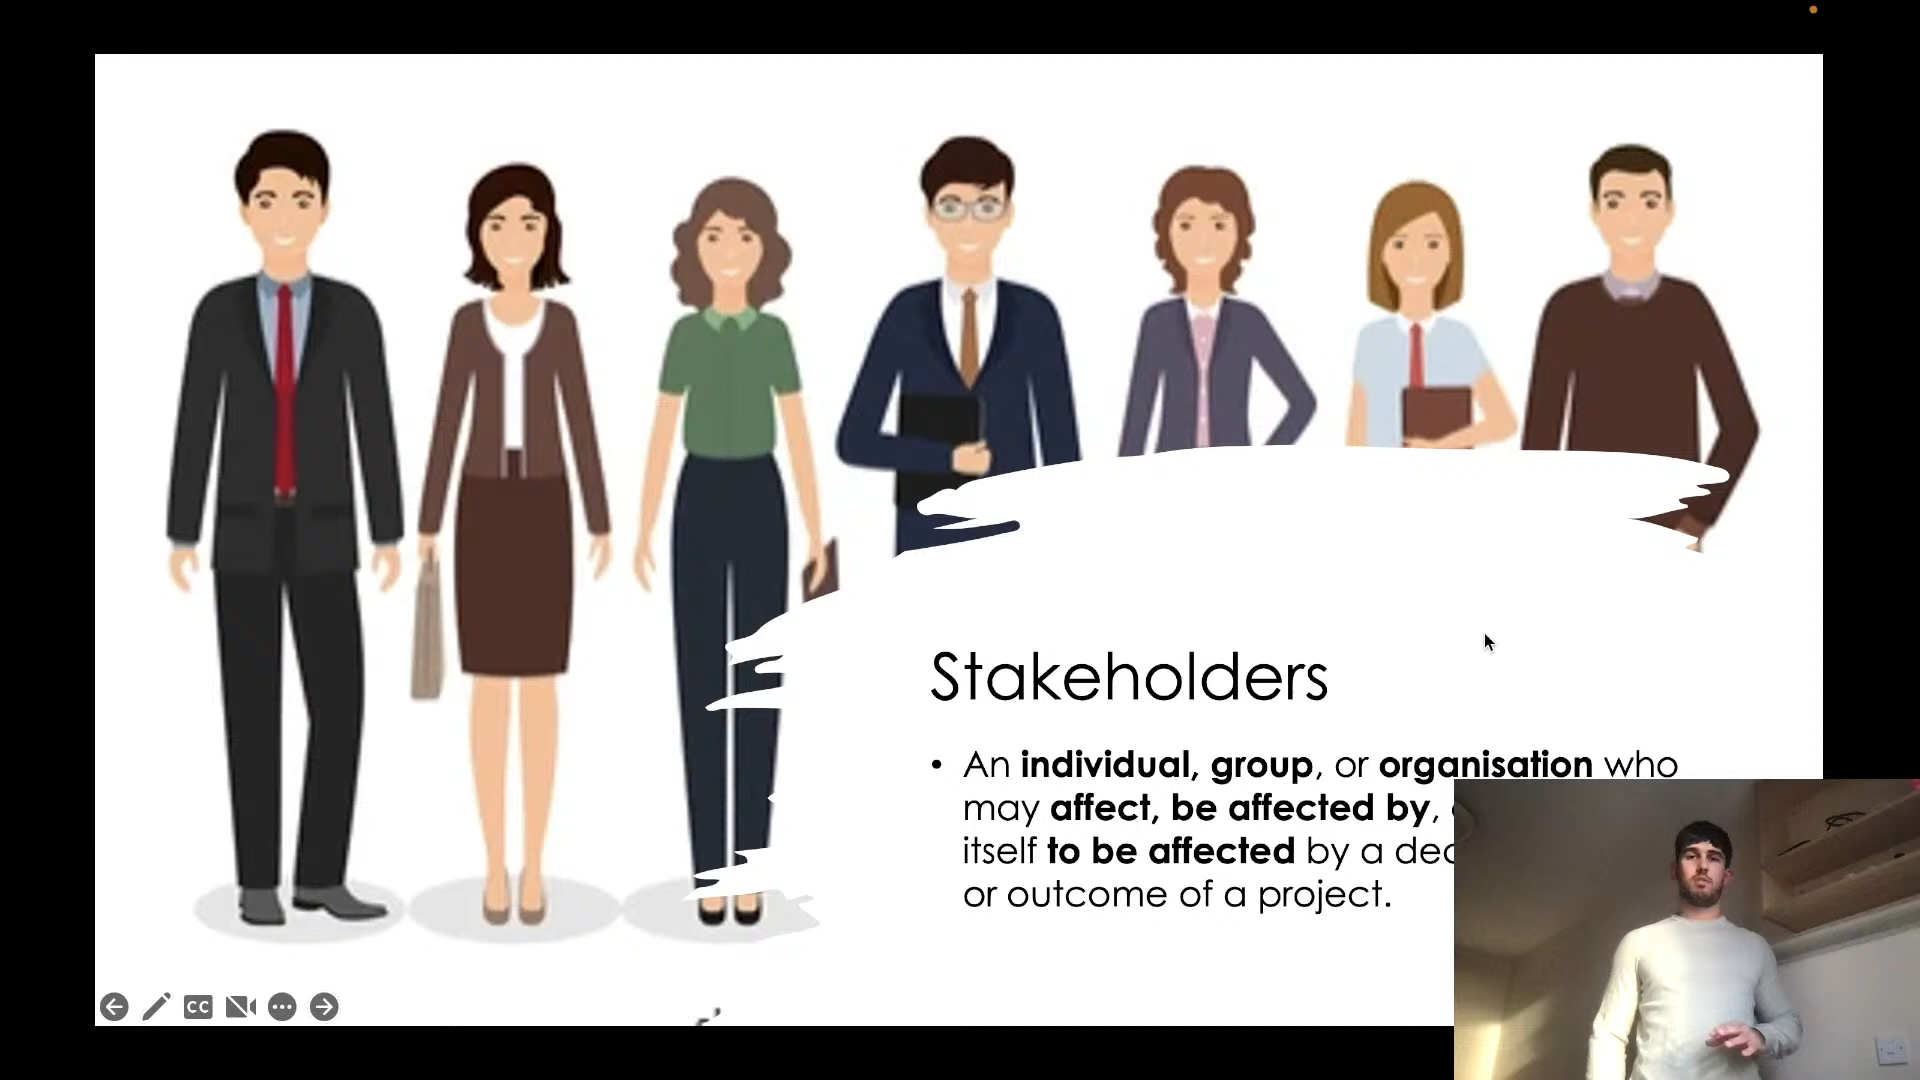 Stakeholders
• An individual, group, or organisation who
may affect, be affected by,
itself to be affected by a
or outcome of a project.
CC